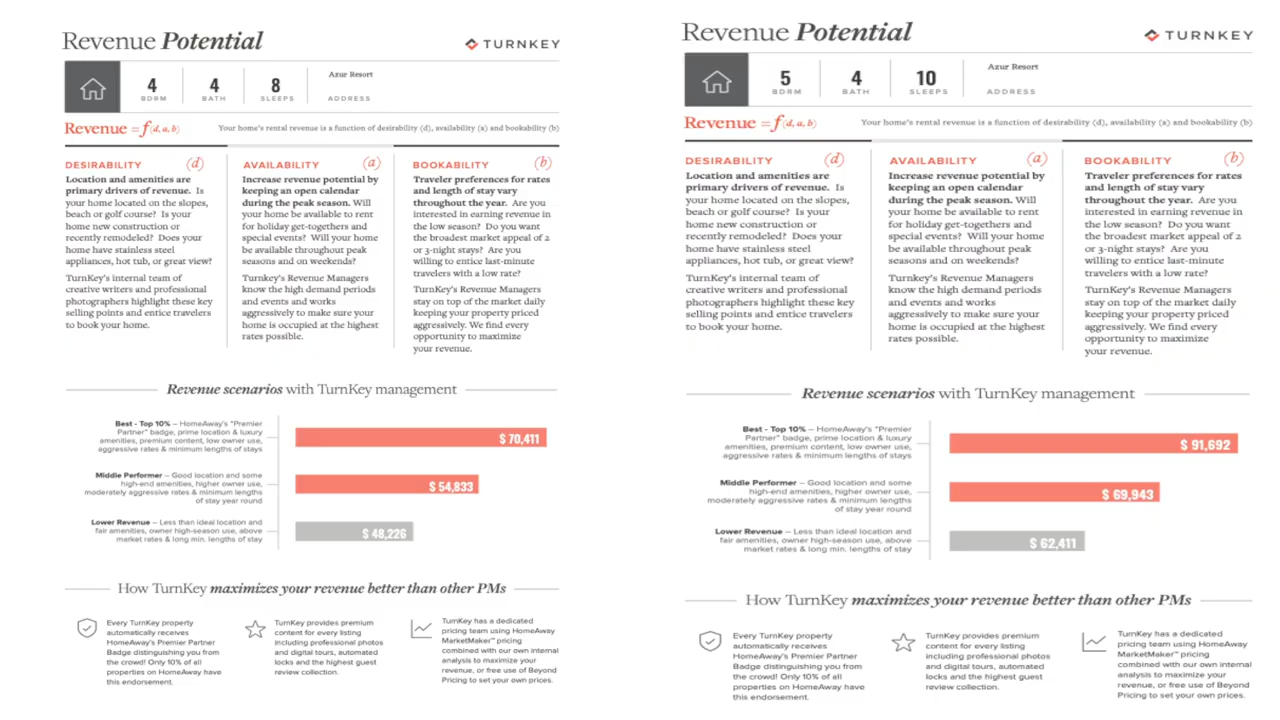 Revenue Potential
TURNKEY
4
BDRM
4
BATH
8
SLEEPS
Azur Resort
ADDRESS
Revenue = f(d, a, b)
Your home's rental revenue is a function of desirability (d), availability (a) and bookability (b)
DESIRABILITY (d)
Location and amenities are
primary drivers of revenue. Is
your home located on the slopes,
beach or golf course? Is your
home new construction or
recently remodeled? Does your
home have stainless steel
appliances, hot tub, or great view?
TurnKey's internal team of
creative writers and professional
photographers highlight these key
selling points and entice travelers
to book your home.
AVAILABILITY (a)
Increase revenue potential by
keeping an open calendar
during the peak season. Will
your home be available to rent
for holiday get-togethers and
special events? Will your home
be available throughout peak
seasons and on weekends?
Turnkey's Revenue Managers
know the high demand periods
and events and works
aggressively to make sure your
home is occupied at the highest
rates possible.
BOOKABILITY (b)
Traveler preferences for rates
and length of stay vary
throughout the year. Are you
interested in earning revenue in
the low season? Do you want
the broadest market appeal of 2
or 3-night stays? Are you
willing to entice last-minute
travelers with a low rate?
TurnKey's Revenue Managers
stay on top of the market daily
keeping your property priced
aggressively. We find every
opportunity to maximize
your revenue.
Revenue scenarios with TurnKey management
Best - Top 10% – HomeAway's "Premier
Partner" badge, prime location & luxury
amenities, premium content, low owner use,
aggressive rates & minimum lengths of stays
$ 70,411
Middle Performer – Good location and some
high-end amenities, higher owner use,
moderately aggressive rates & minimum lengths
of stay year round
$ 54,833
Lower Revenue – Less than ideal location and
fair amenities, owner high-season use, above
market rates & long min. lengths of stay
$ 48,226
How TurnKey maximizes your revenue better than other PMs
Every TurnKey property
automatically receives
HomeAway's Premier Partner
Badge distinguishing you from
the crowd! Only 10% of all
properties on HomeAway have
this endorsement.
TurnKey provides premium
content for every listing
including professional photos
and digital tours, automated
locks and the highest guest
review collection.
TurnKey has a dedicated
pricing team using HomeAway
MarketMaker™ pricing
combined with our own internal
analysis to maximize your
revenue, or free use of Beyond
Pricing to set your own prices.
Revenue Potential
TURNKEY
5
BDRM
4
BATH
10
SLEEPS
Azur Resort
ADDRESS
Revenue = f(d, a, b)
Your home's rental revenue is a function of desirability (d), availability (a) and bookability (b)
DESIRABILITY (d)
Location and amenities are
primary drivers of revenue. Is
your home located on the slopes,
beach or golf course? Is your
home new construction or
recently remodeled? Does your
home have stainless steel
appliances, hot tub, or great view?
TurnKey's internal team of
creative writers and professional
photographers highlight these key
selling points and entice travelers
to book your home.
AVAILABILITY (a)
Increase revenue potential by
keeping an open calendar
during the peak season. Will
your home be available to rent
for holiday get-togethers and
special events? Will your home
be available throughout peak
seasons and on weekends?
Turnkey's Revenue Managers
know the high demand periods
and events and works
aggressively to make sure your
home is occupied at the highest
rates possible.
BOOKABILITY (b)
Traveler preferences for rates
and length of stay vary
throughout the year. Are you
interested in earning revenue in
the low season? Do you want
the broadest market appeal of 2
or 3-night stays? Are you
willing to entice last-minute
travelers with a low rate?
TurnKey's Revenue Managers
stay on top of the market daily
keeping your property priced
aggressively. We find every
opportunity to maximize
your revenue.
Revenue scenarios with TurnKey management
Best - Top 10% – HomeAway's "Premier
Partner" badge, prime location & luxury
amenities, premium content, low owner use,
aggressive rates & minimum lengths of stays
$ 91,692
Middle Performer – Good location and some
high-end amenities, higher owner use,
moderately aggressive rates & minimum lengths
of stay year round
$ 69,943
Lower Revenue – Less than ideal location and
fair amenities, owner high-season use, above
market rates & long min. lengths of stay
$ 62,411
How TurnKey maximizes your revenue better than other PMs
Every TurnKey property
automatically receives
HomeAway's Premier Partner
Badge distinguishing you from
the crowd! Only 10% of all
properties on HomeAway have
this endorsement.
TurnKey provides premium
content for every listing
including professional photos
and digital tours, automated
locks and the highest guest
review collection.
TurnKey has a dedicated
pricing team using HomeAway
MarketMaker™ pricing
combined with our own internal
analysis to maximize your
revenue, or free use of Beyond
Pricing to set your own prices.